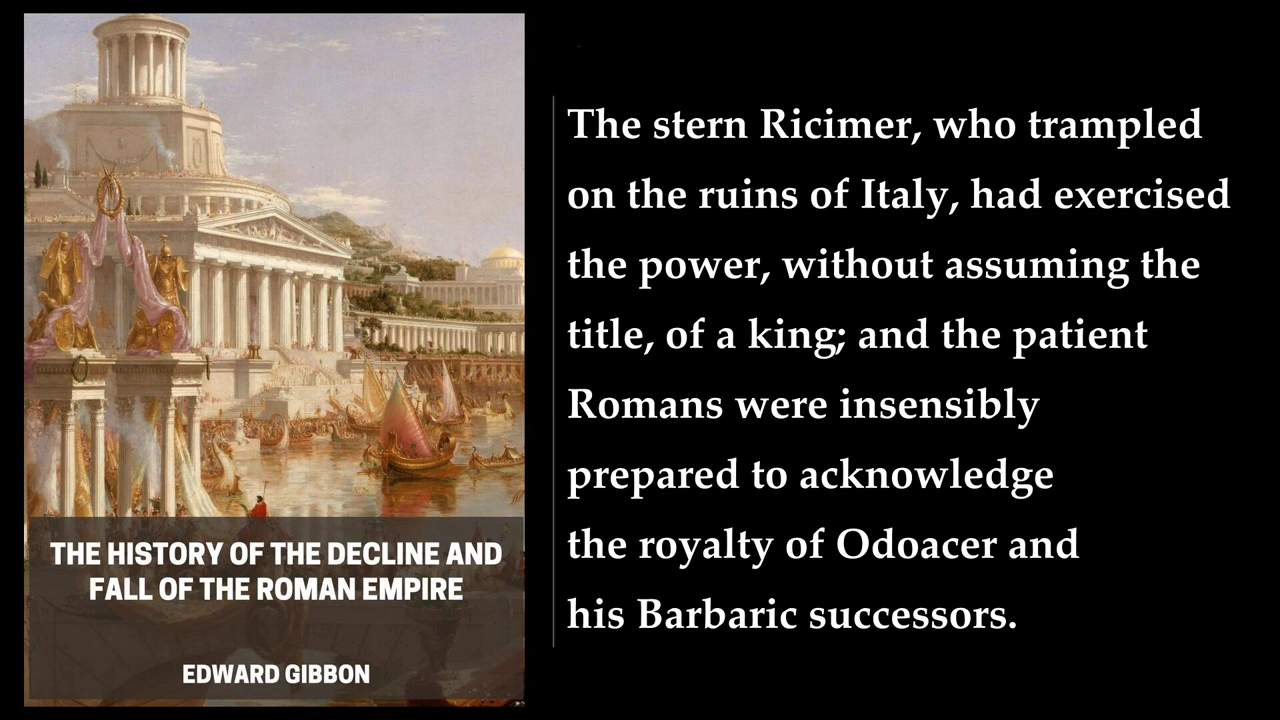 THE HISTORY OF THE DECLINE AND
FALL OF THE ROMAN EMPIRE
EDWARD GIBBON
The stern Ricimer, who trampled
on the ruins of Italy, had exercised
the power, without assuming the
title, of a king; and the patient
Romans were insensibly
prepared to acknowledge
the royalty of Odoacer and
his Barbaric successors.